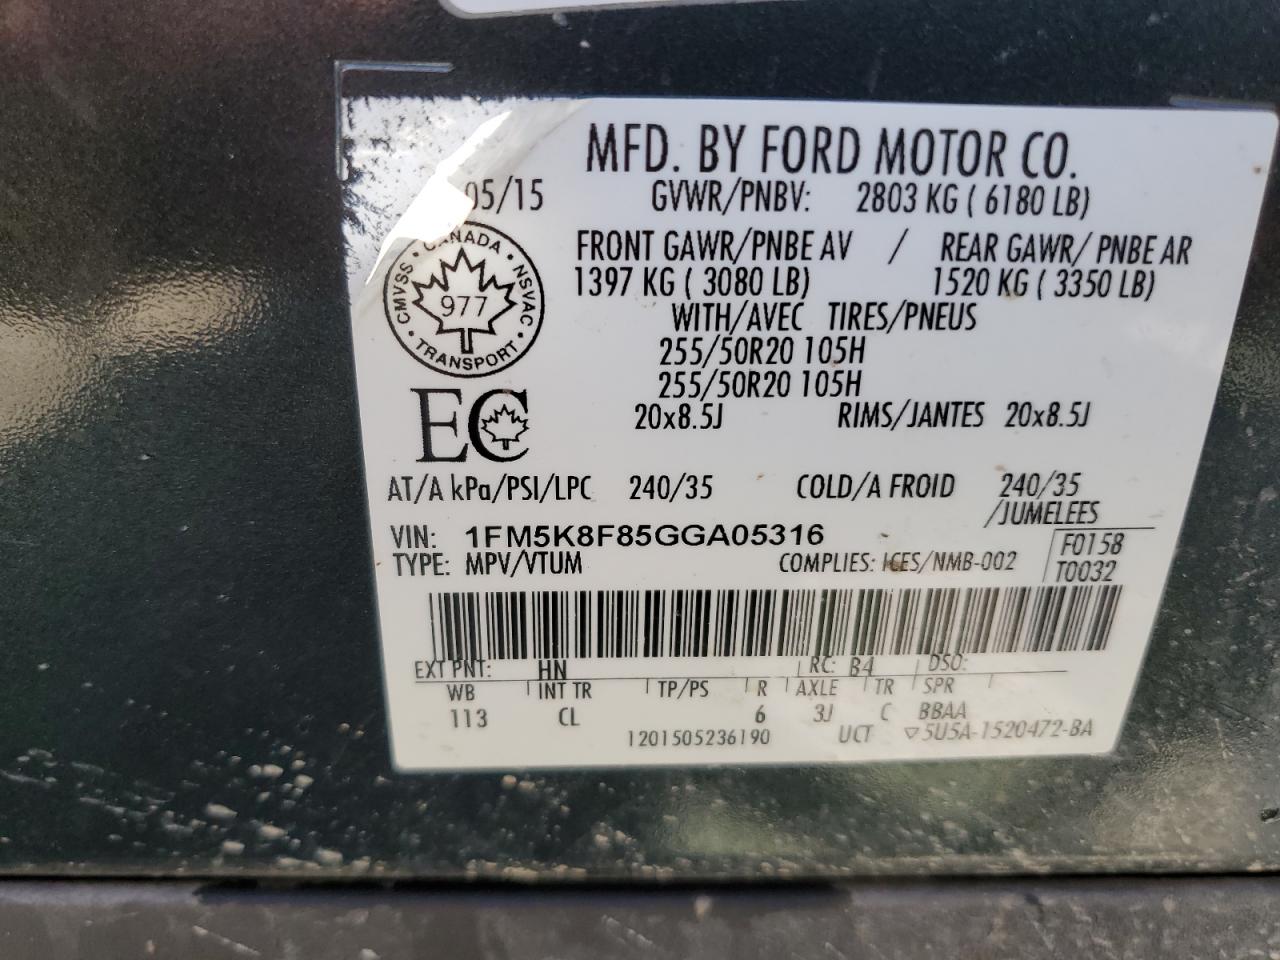 MFD. BY FORD MOTOR CO.
05/15 GVWR/PNBV: 2803 KG ( 6180 LB)
FRONT GAWR/PNBE AV / REAR GAWR/ PNBE AR
1397 KG ( 3080 LB) 1520 KG ( 3350 LB)
WITH/AVEC TIRES/PNEUS
255/50R20 105H
255/50R20 105H
20x8.5J RIMS/JANTES 20x8.5J
CANADA
CMVSS · NSVAC
977
· TRANSPORT ·
EC
AT/A kPa/PSI/LPC 240/35 COLD/A FROID 240/35
/JUMELEES
VIN: 1FM5K8F85GGA05316
TYPE: MPV/VTUM COMPLIES: ICES/NMB-002
F0158
T0032
EXT PNT: HN RC: B4 DSO:
WB INT TR TP/PS R AXLE TR SPR
113 CL 6 3J C BBAA
1201505236190 UCT ▽5U5A-1520472-BA